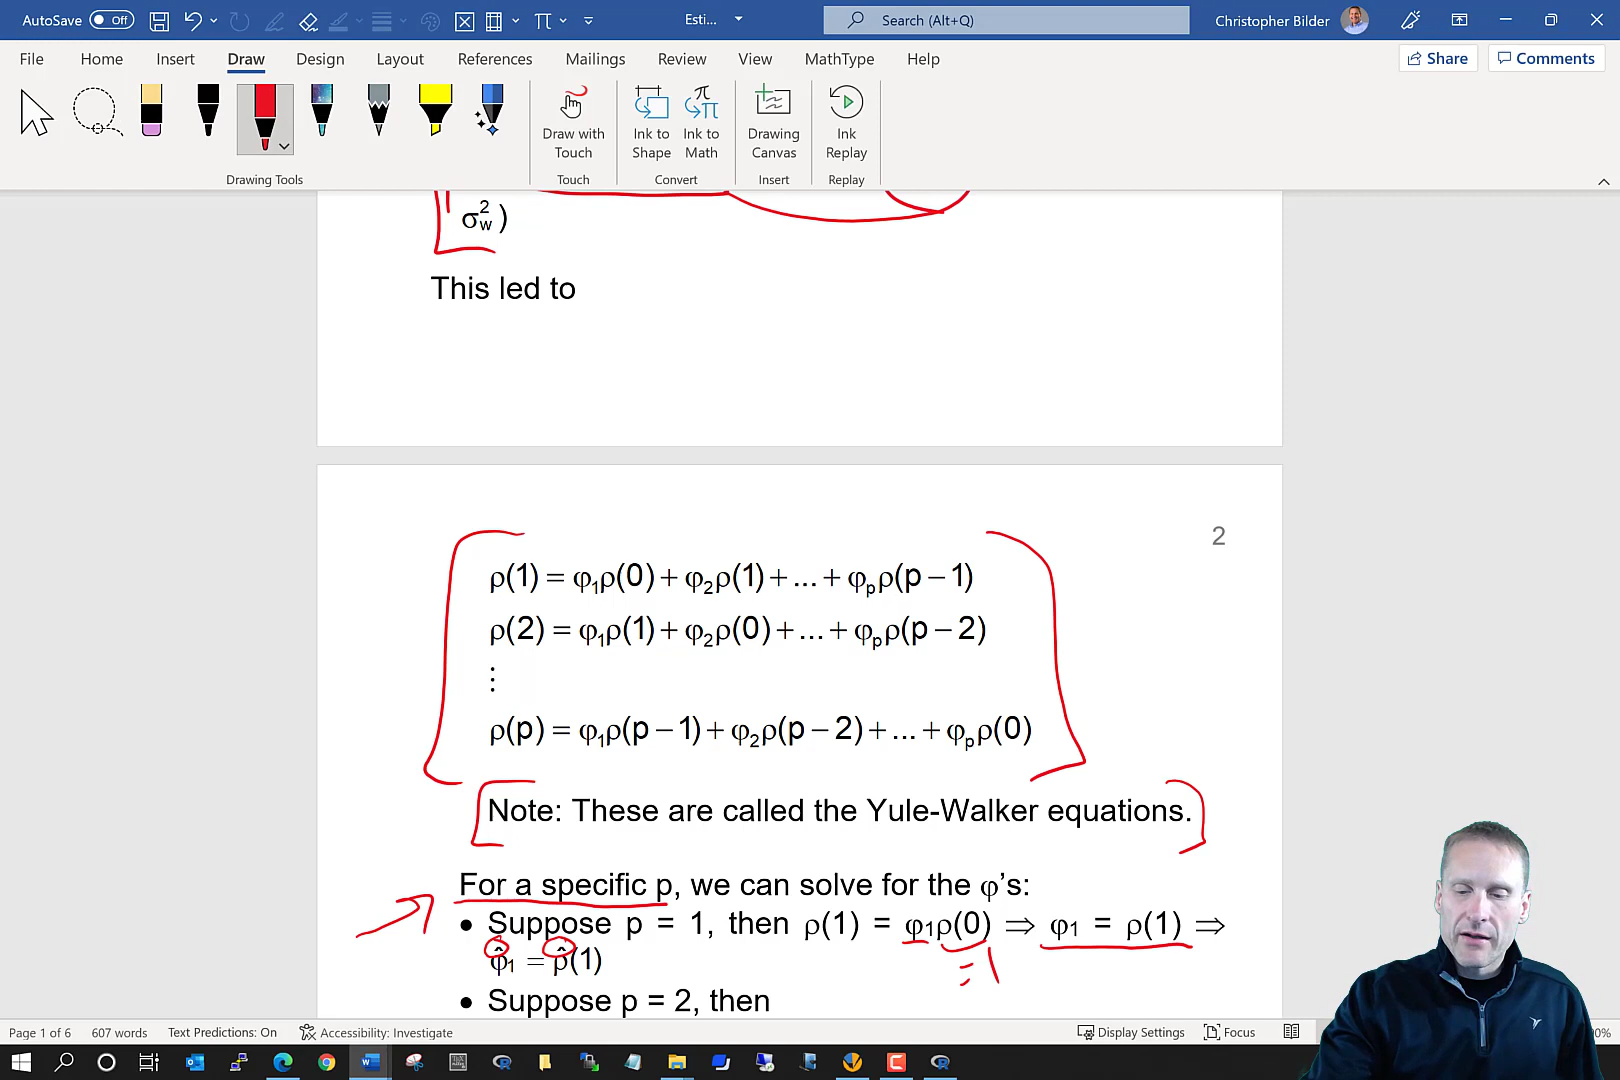 AutoSave Off
Esti...
Search (Alt+Q)
Christopher Bilder
File Home Insert Draw Design Layout References Mailings Review View MathType Help
Share Comments
Draw with Touch
Ink to Shape
Ink to Math
Drawing Canvas
Ink Replay
Drawing Tools Touch Convert Insert Replay
σ²w )
This led to
2
ρ(1) = φ₁ρ(0) + φ₂ρ(1) + ... + φₚρ(p − 1)
ρ(2) = φ₁ρ(1) + φ₂ρ(0) + ... + φₚρ(p − 2)
⋮
ρ(p) = φ₁ρ(p − 1) + φ₂ρ(p − 2) + ... + φₚρ(0)
Note: These are called the Yule-Walker equations.
For a specific p, we can solve for the φ's:
• Suppose p = 1, then ρ(1) = φ₁ρ(0) ⇒ φ₁ = ρ(1) ⇒
φ̂₁ = ρ̂(1)
= 1
• Suppose p = 2, then
Page 1 of 6 607 words Text Predictions: On Accessibility: Investigate Display Settings Focus